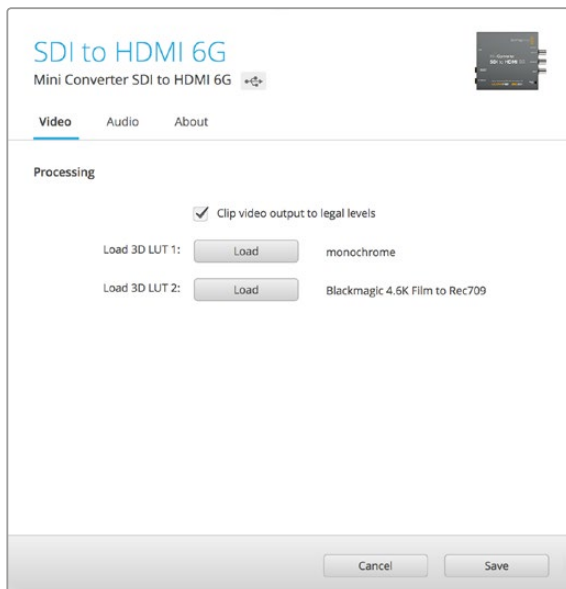 SDI to HDMI 6G
Mini Converter SDI to HDMI 6G
Video Audio About
Processing
Clip video output to legal levels
Load 3D LUT 1: Load monochrome
Load 3D LUT 2: Load Blackmagic 4.6K Film to Rec709
Cancel Save